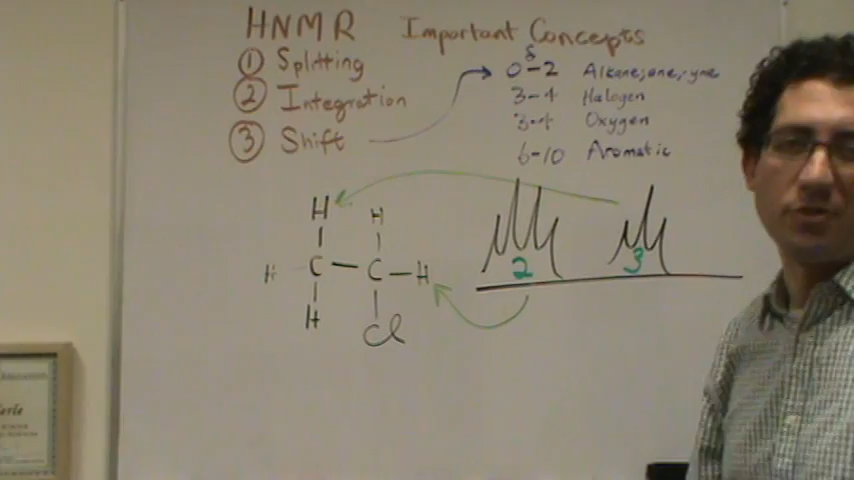 HNMR Important Concepts
① Splitting
② Integration
③ Shift
δ
0-2 Alkane,ene,yne
3-4 Halogen
3-4 Oxygen
6-10 Aromatic
H H
H C C H
H Cl
2 3